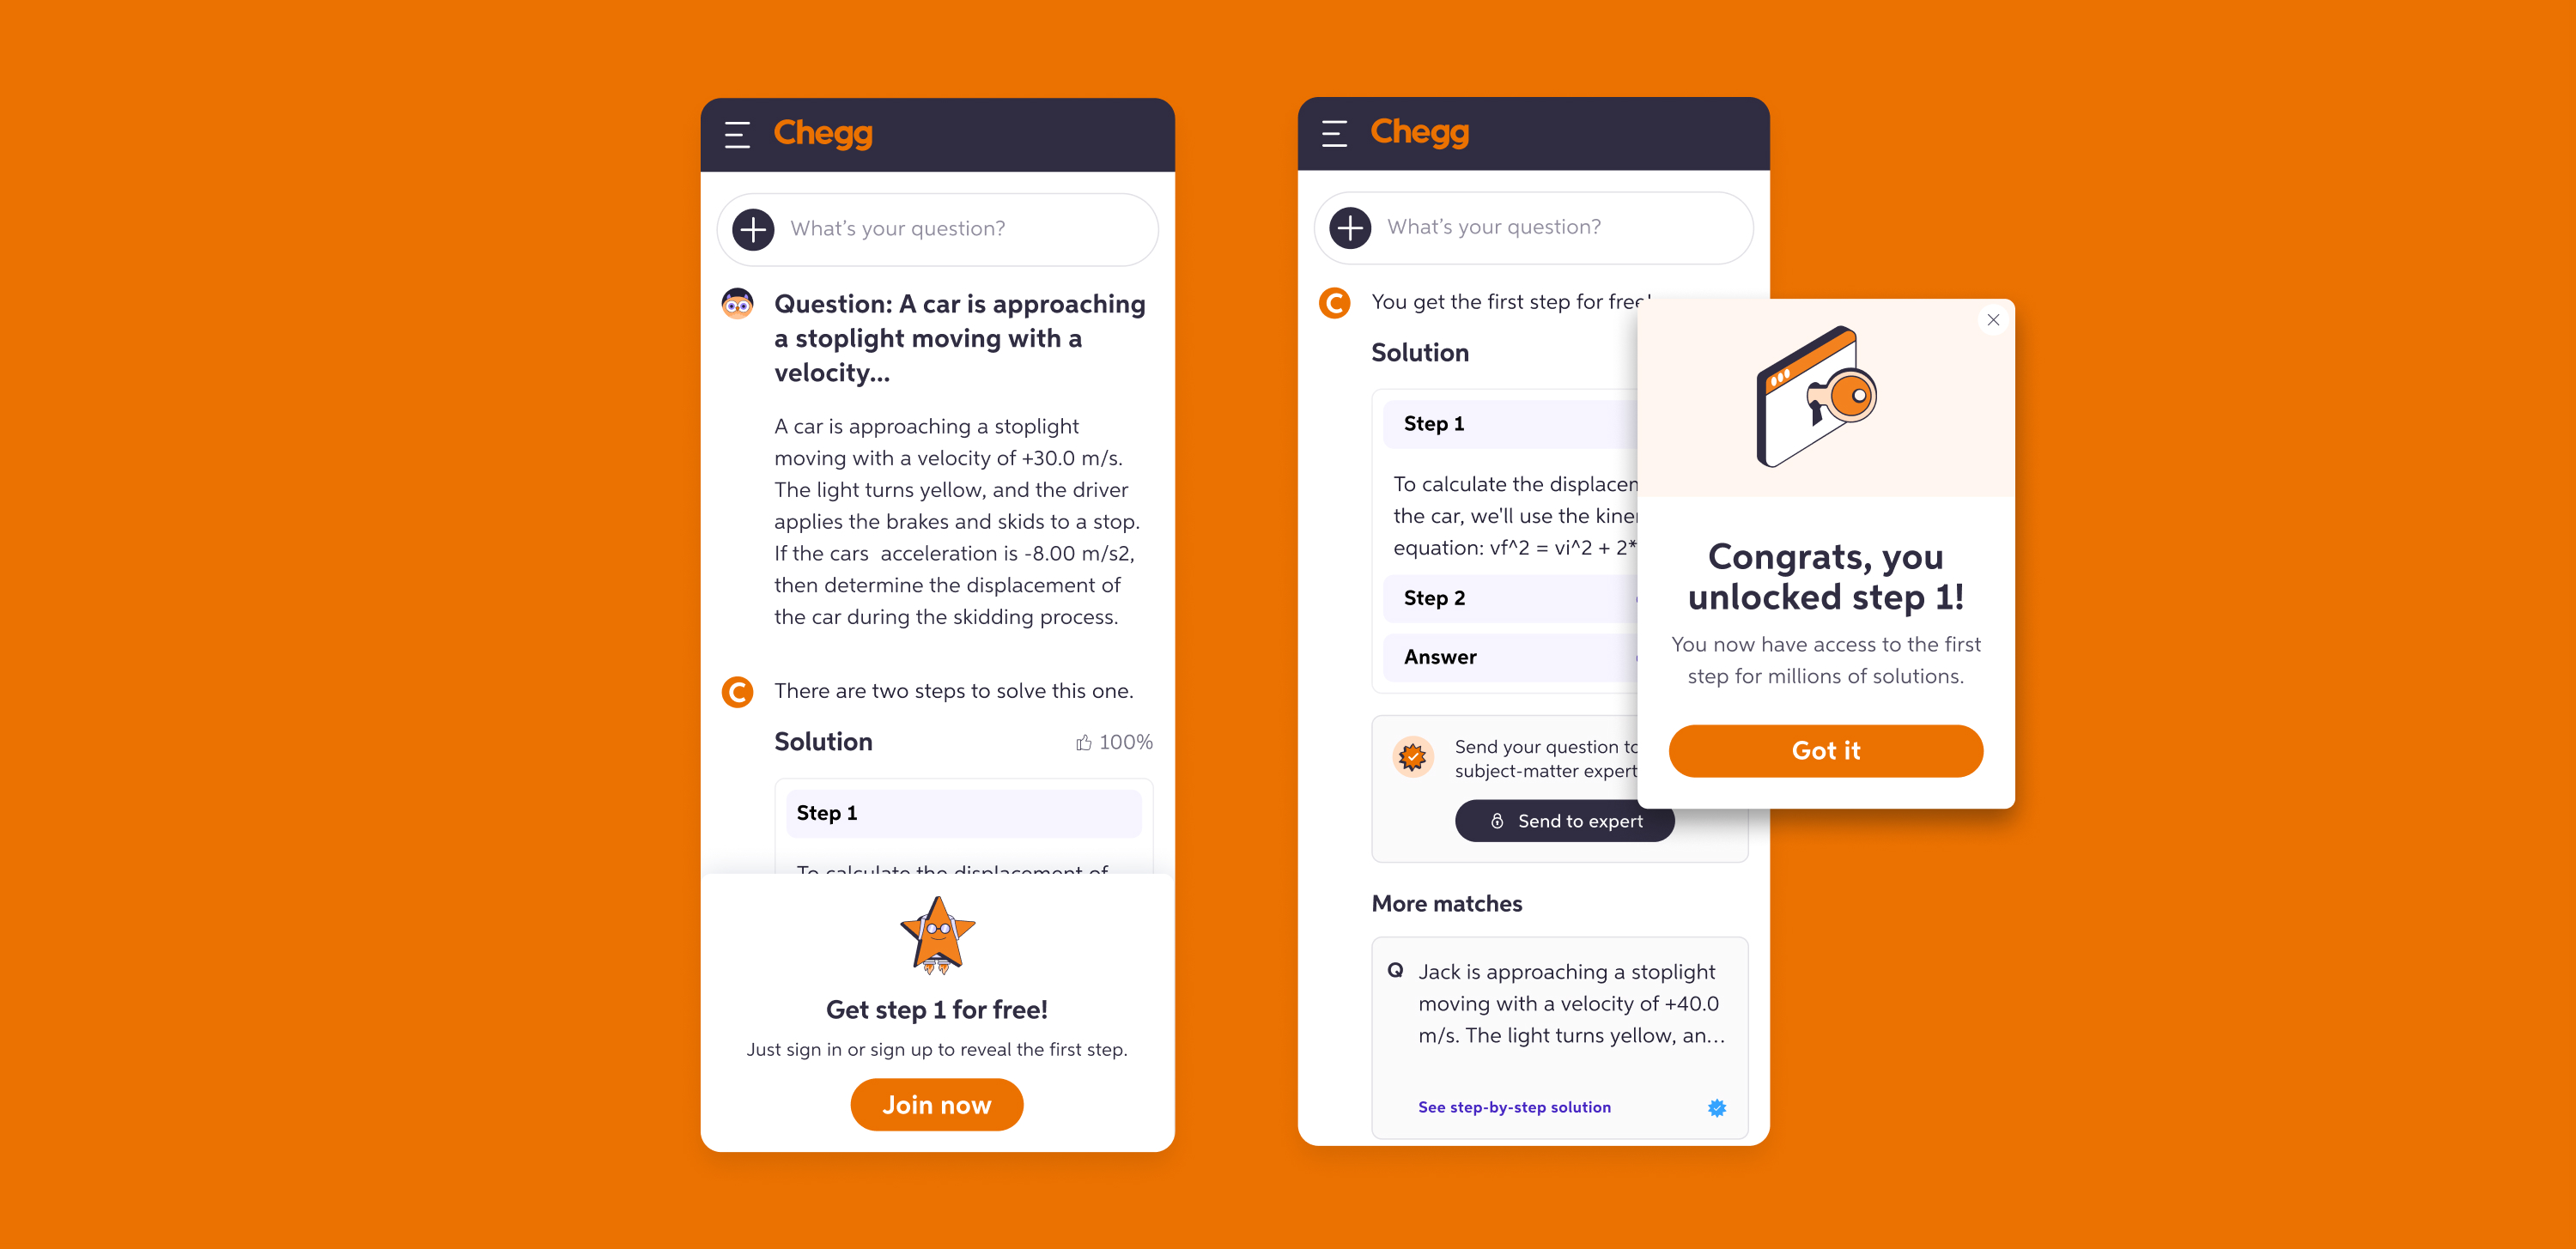 Chegg
What's your question?
Question: A car is approaching
a stoplight moving with a
velocity...
A car is approaching a stoplight
moving with a velocity of +30.0 m/s.
The light turns yellow, and the driver
applies the brakes and skids to a stop.
If the cars  acceleration is -8.00 m/s2,
then determine the displacement of
the car during the skidding process.
C There are two steps to solve this one.
Solution 100%
Step 1
To calculate the displacement of
Get step 1 for free!
Just sign in or sign up to reveal the first step.
Join now
Chegg
What's your question?
C You get the first step for free!
Solution
Step 1
To calculate the displacem
the car, we'll use the kine
equation: vf^2 = vi^2 + 2*
Step 2
Answer
Send your question to
subject-matter expert
Send to expert
More matches
Q Jack is approaching a stoplight
moving with a velocity of +40.0
m/s. The light turns yellow, an...
See step-by-step solution
Congrats, you
unlocked step 1!
You now have access to the first
step for millions of solutions.
Got it